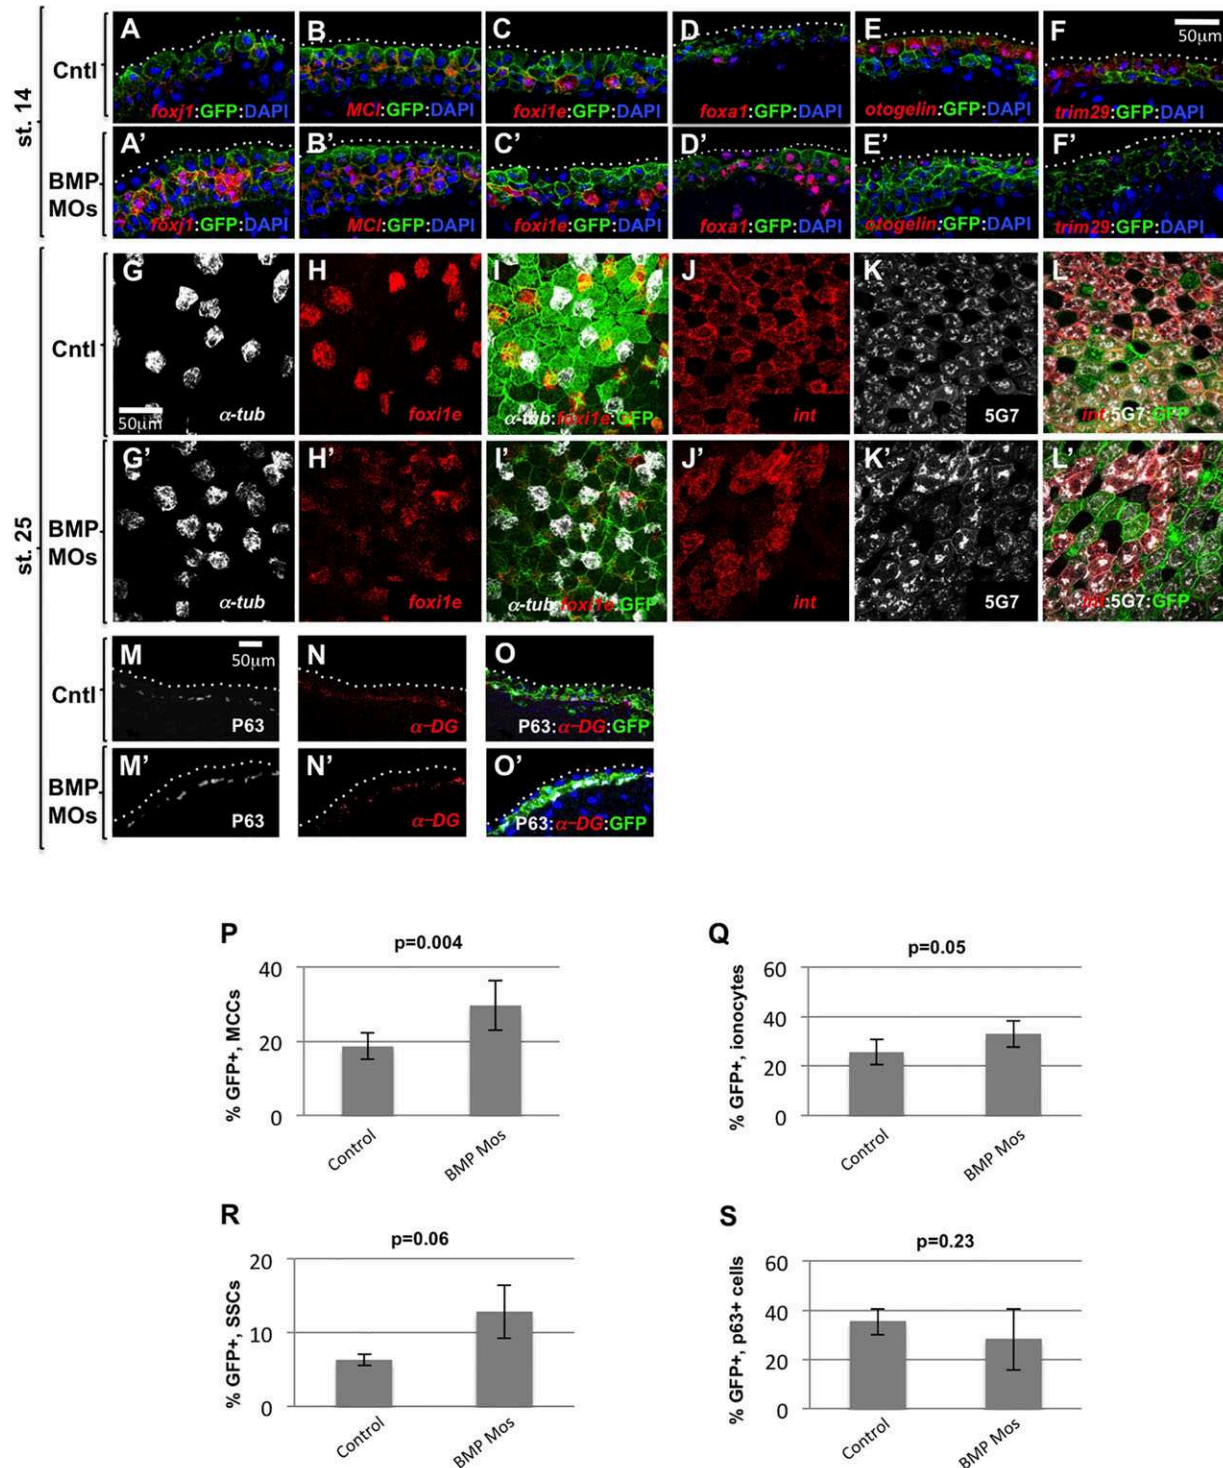 st. 14
Cntl
A
foxj1:GFP:DAPI
B
MCI:GFP:DAPI
C
foxi1e:GFP:DAPI
D
foxa1:GFP:DAPI
E
otogelin:GFP:DAPI
F
50μm
trim29:GFP:DAPI
BMP MOs
A'
foxj1:GFP:DAPI
B'
MCI:GFP:DAPI
C'
foxi1e:GFP:DAPI
D'
foxa1:GFP:DAPI
E'
otogelin:GFP:DAPI
F'
trim29:GFP:DAPI
st. 25
Cntl
G
50μm
α-tub
H
foxi1e
I
α-tub:foxi1e:GFP
J
int
K
5G7
L
int:5G7:GFP
BMP MOs
G'
α-tub
H'
foxi1e
I'
α-tub:foxi1e:GFP
J'
int
K'
5G7
L'
int:5G7:GFP
Cntl
M
50μm
P63
N
α-DG
O
P63:α-DG:GFP
BMP MOs
M'
P63
N'
α-DG
O'
P63:α-DG:GFP
P
p=0.004
% GFP+, MCCs
40
20
0
Control
BMP Mos
Q
p=0.05
% GFP+, ionocytes
60
40
20
0
Control
BMP Mos
R
p=0.06
% GFP+, SSCs
20
10
0
Control
BMP Mos
S
p=0.23
% GFP+, p63+ cells
60
40
20
0
Control
BMP Mos